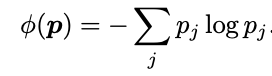 ϕ(𝒑) = − ∑_j p_j log p_j.